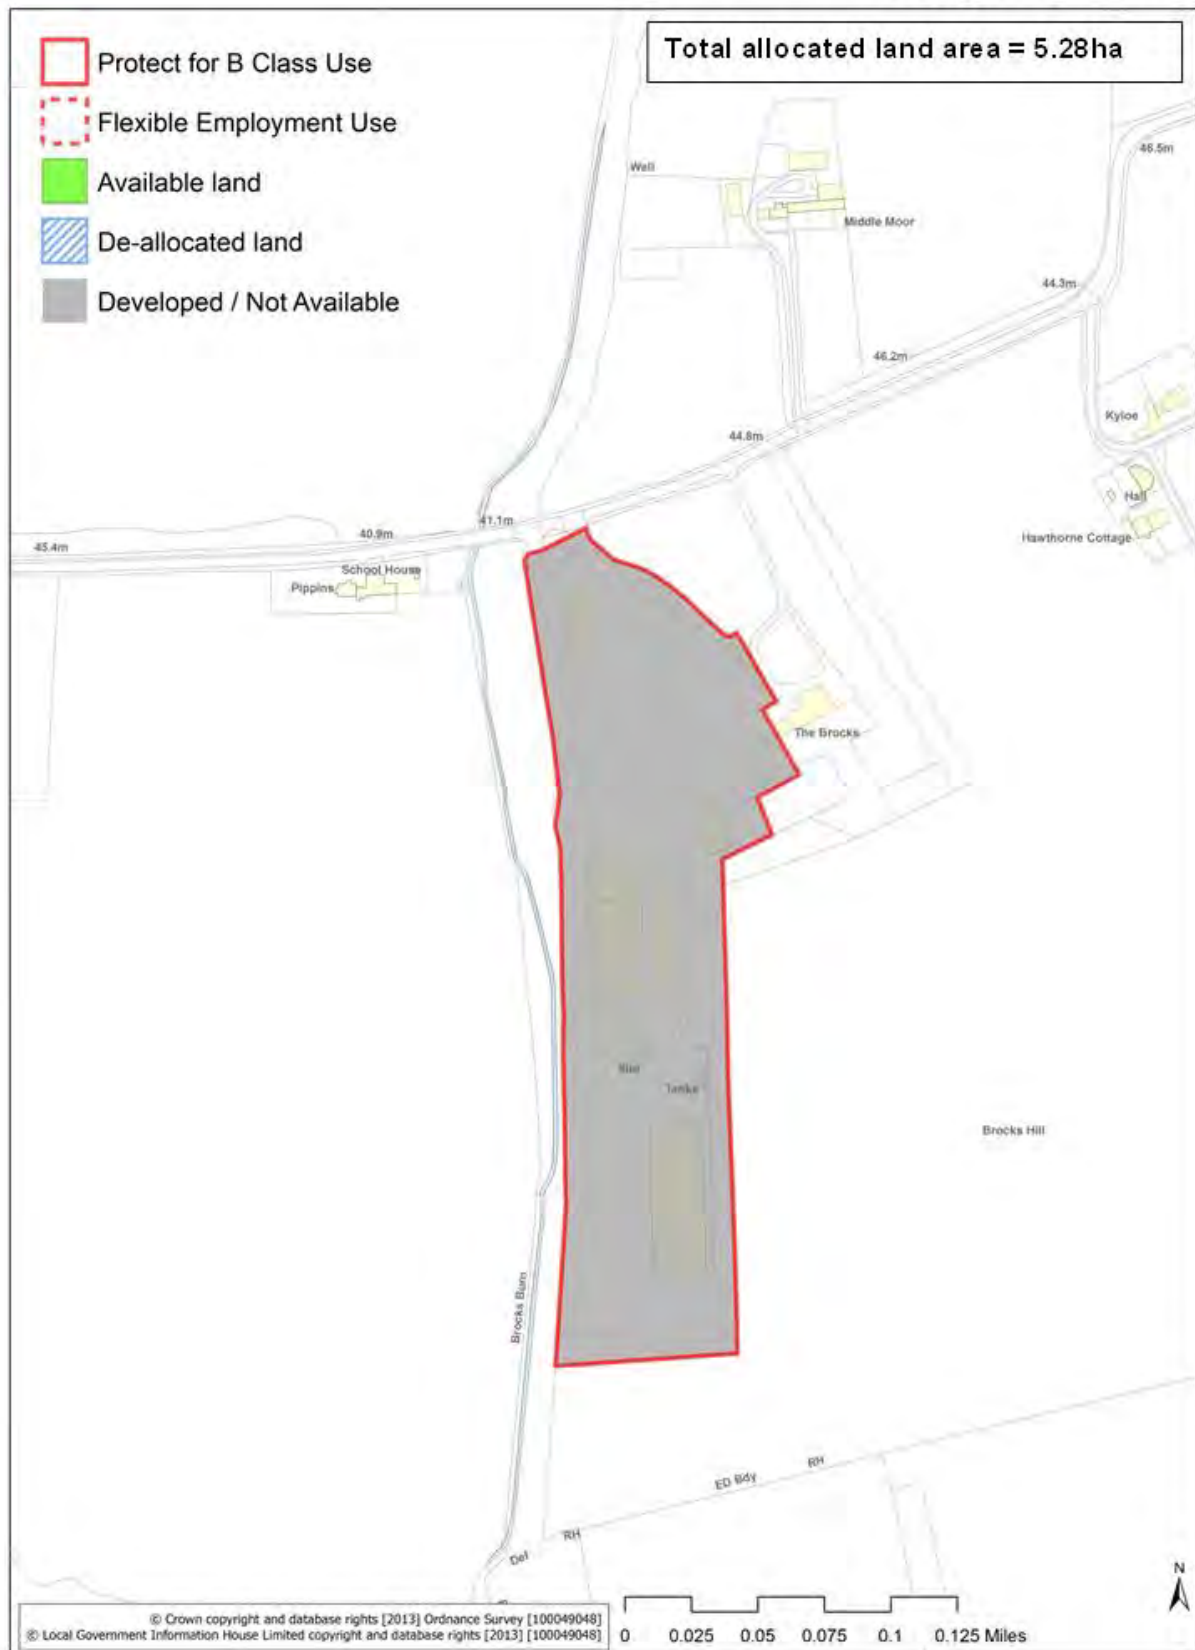 Total allocated land area = 5.28ha
Protect for B Class Use
Flexible Employment Use
Available land
De-allocated land
Developed / Not Available
46.5m
Well
Middle Moor
44.3m
46.2m
Kyloe
44.8m
Hall
41.1m
40.9m
Hawthorne Cottage
45.4m
School House
Pippins
The Brocks
Tanks
Brocks Hill
Brocks Burn
RH
ED Bdy
RH
Def
N
© Crown copyright and database rights [2013] Ordnance Survey [100049048]
© Local Government Information House Limited copyright and database rights [2013] [100049048]
0 0.025 0.05 0.075 0.1 0.125 Miles